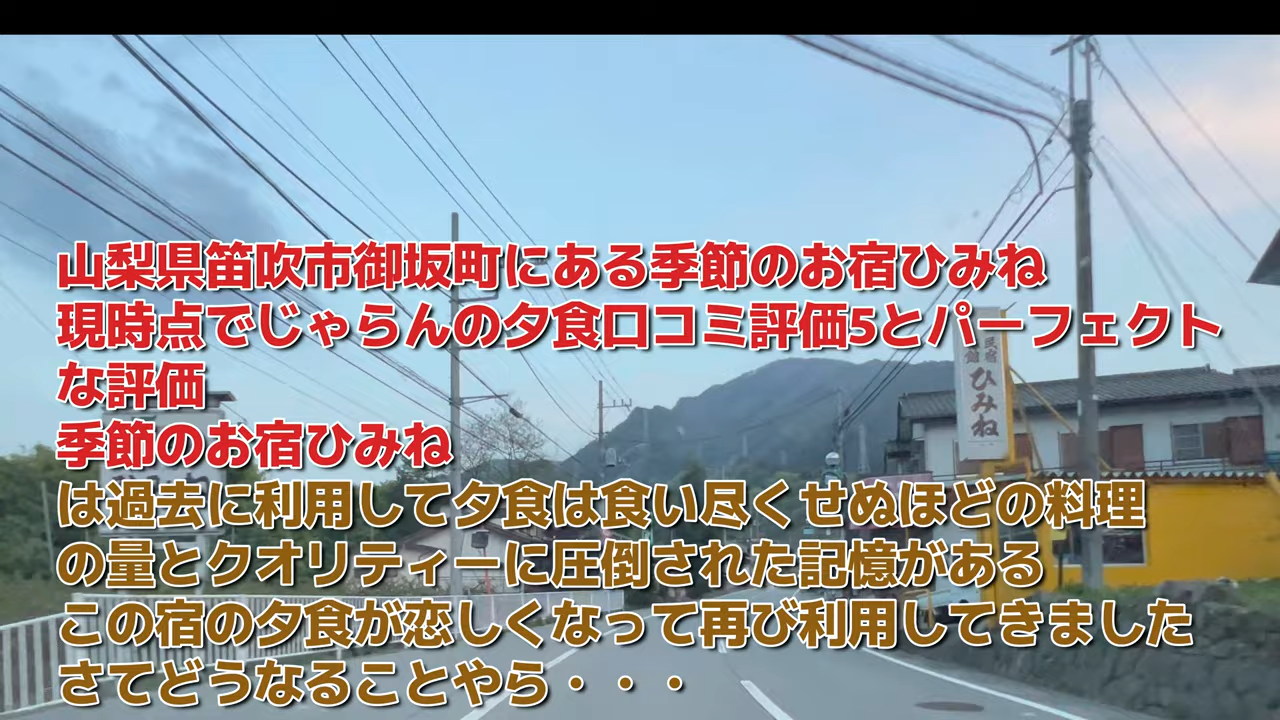 山梨県笛吹市御坂町にある季節のお宿ひみね
現時点でじゃらんの夕食口コミ評価5とパーフェクト
な評価
季節のお宿ひみね
は過去に利用して夕食は食い尽くせぬほどの料理
の量とクオリティーに圧倒された記憶がある
この宿の夕食が恋しくなって再び利用してきました
さてどうなることやら・・・
民宿
旅館
ひみね